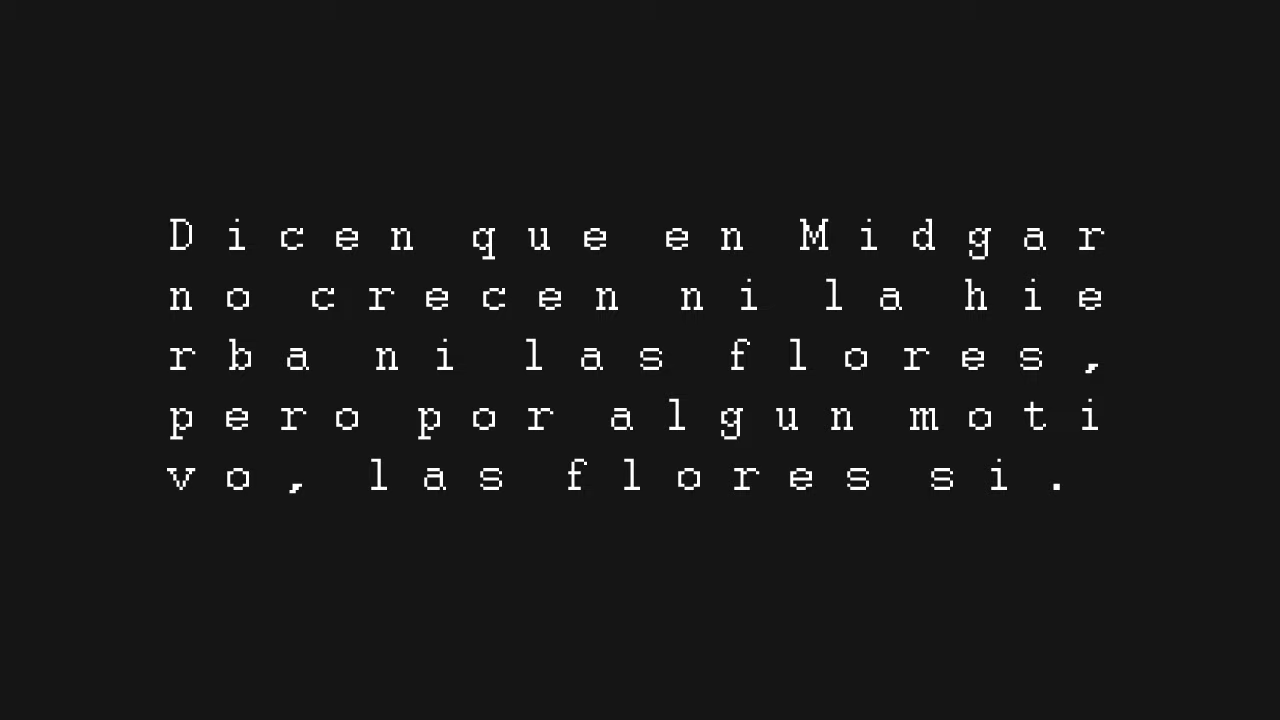 Dicen que en Midgar
no crecen ni la hie
rba ni las flores,
pero por algun moti
vo, las flores si.